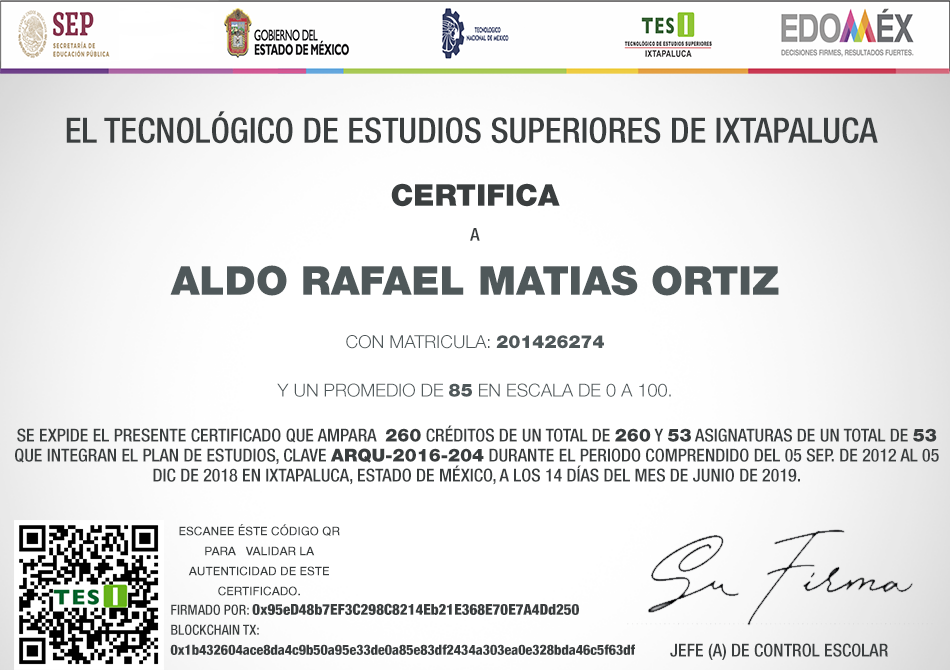 SEP
SECRETARÍA DE
EDUCACIÓN PÚBLICA
GOBIERNO DEL
ESTADO DE MÉXICO
TECNOLÓGICO
NACIONAL DE MÉXICO
TESI
TECNOLÓGICO DE ESTUDIOS SUPERIORES
IXTAPALUCA
EDOMÉX
DECISIONES FIRMES, RESULTADOS FUERTES.
EL TECNOLÓGICO DE ESTUDIOS SUPERIORES DE IXTAPALUCA
CERTIFICA
A
ALDO RAFAEL MATIAS ORTIZ
CON MATRICULA: 201426274
Y UN PROMEDIO DE 85 EN ESCALA DE 0 A 100.
SE EXPIDE EL PRESENTE CERTIFICADO QUE AMPARA 260 CRÉDITOS DE UN TOTAL DE 260 Y 53 ASIGNATURAS DE UN TOTAL DE 53
QUE INTEGRAN EL PLAN DE ESTUDIOS, CLAVE ARQU-2016-204 DURANTE EL PERIODO COMPRENDIDO DEL 05 SEP. DE 2012 AL 05
DIC DE 2018 EN IXTAPALUCA, ESTADO DE MÉXICO, A LOS 14 DÍAS DEL MES DE JUNIO DE 2019.
TESI
ESCANEE ÉSTE CÓDIGO QR
PARA VALIDAR LA
AUTENTICIDAD DE ESTE
CERTIFICADO.
FIRMADO POR: 0x95eD48b7EF3C298C8214Eb21E368E70E7A4Dd250
BLOCKCHAIN TX:
0x1b432604ace8da4c9b50a95e33de0a85e83df2434a303ea0e328bda46c5f63df
Su Firma
JEFE (A) DE CONTROL ESCOLAR